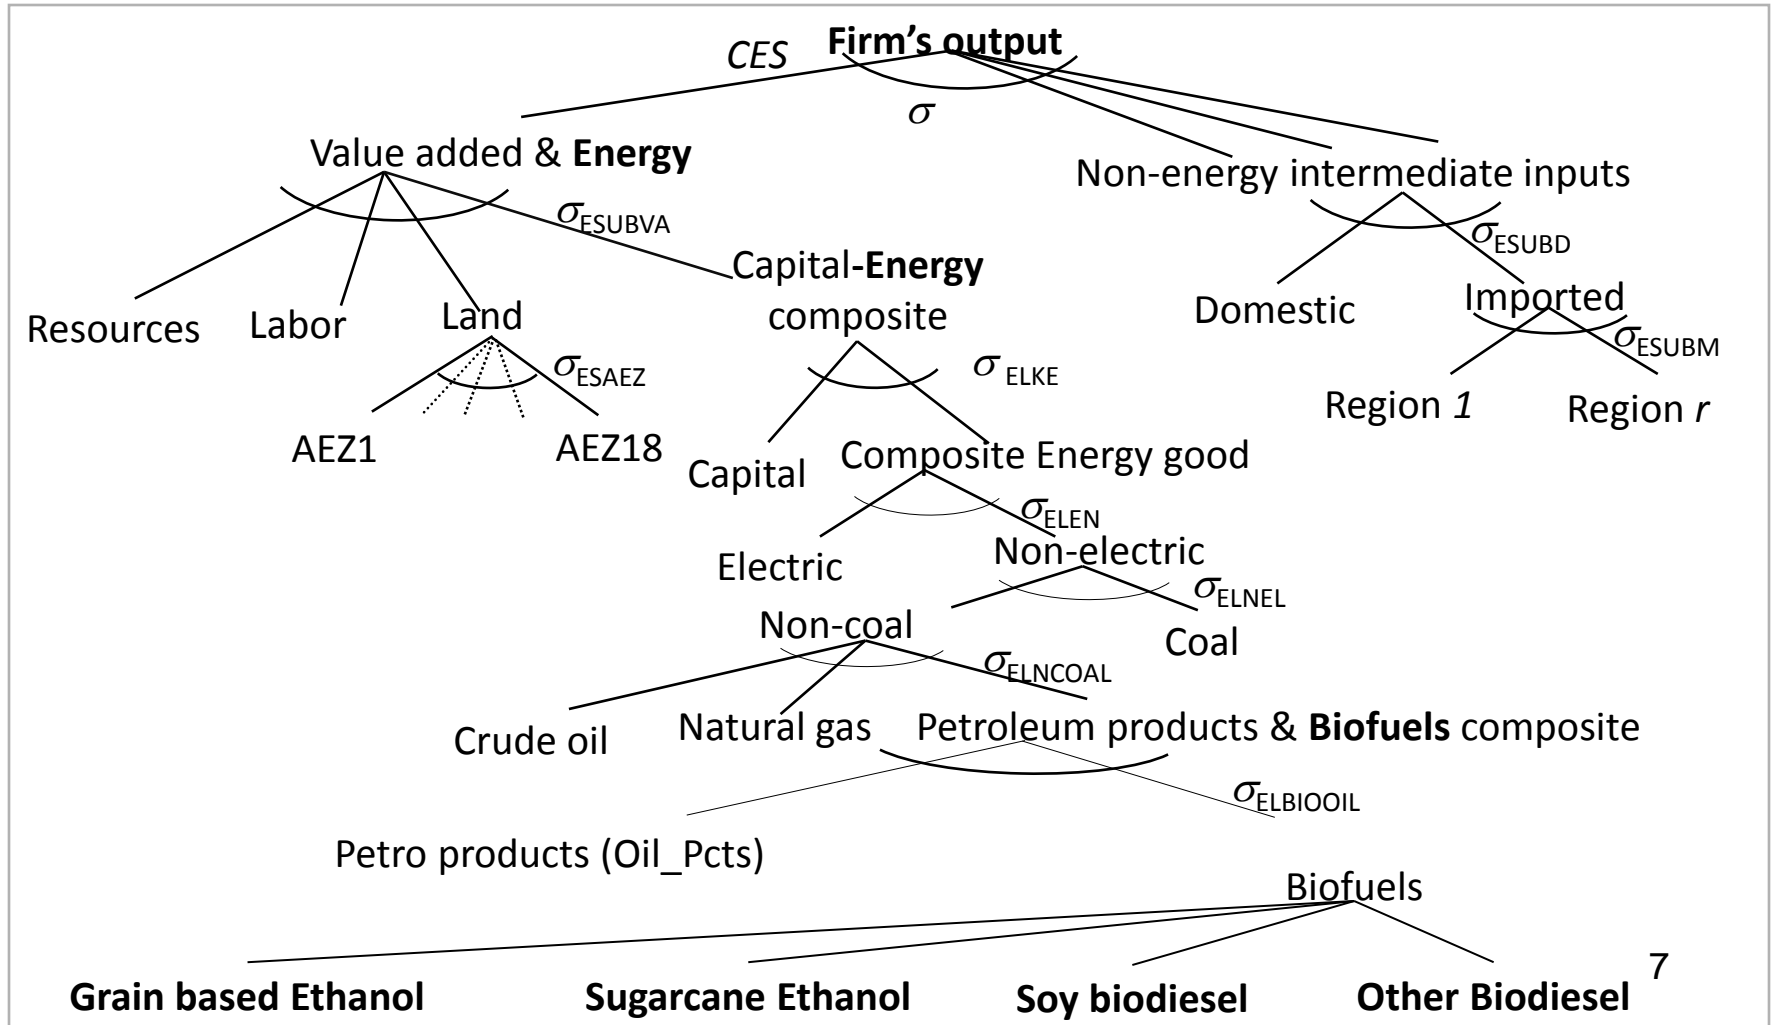 Firm’s output
CES
σ
Value added & Energy
Non-energy intermediate inputs
σESUBVA
σESUBD
Capital-Energy
composite
Resources
Labor
Land
Domestic
Imported
σESAEZ
σELKE
σESUBM
AEZ1
AEZ18
Region 1
Region r
Capital
Composite Energy good
σELEN
Electric
Non-electric
σELNEL
Non-coal
Coal
σELNCOAL
Crude oil
Natural gas
Petroleum products & Biofuels composite
σELBIOOIL
Petro products (Oil_Pcts)
Biofuels
Grain based Ethanol
Sugarcane Ethanol
Soy biodiesel
Other Biodiesel
7